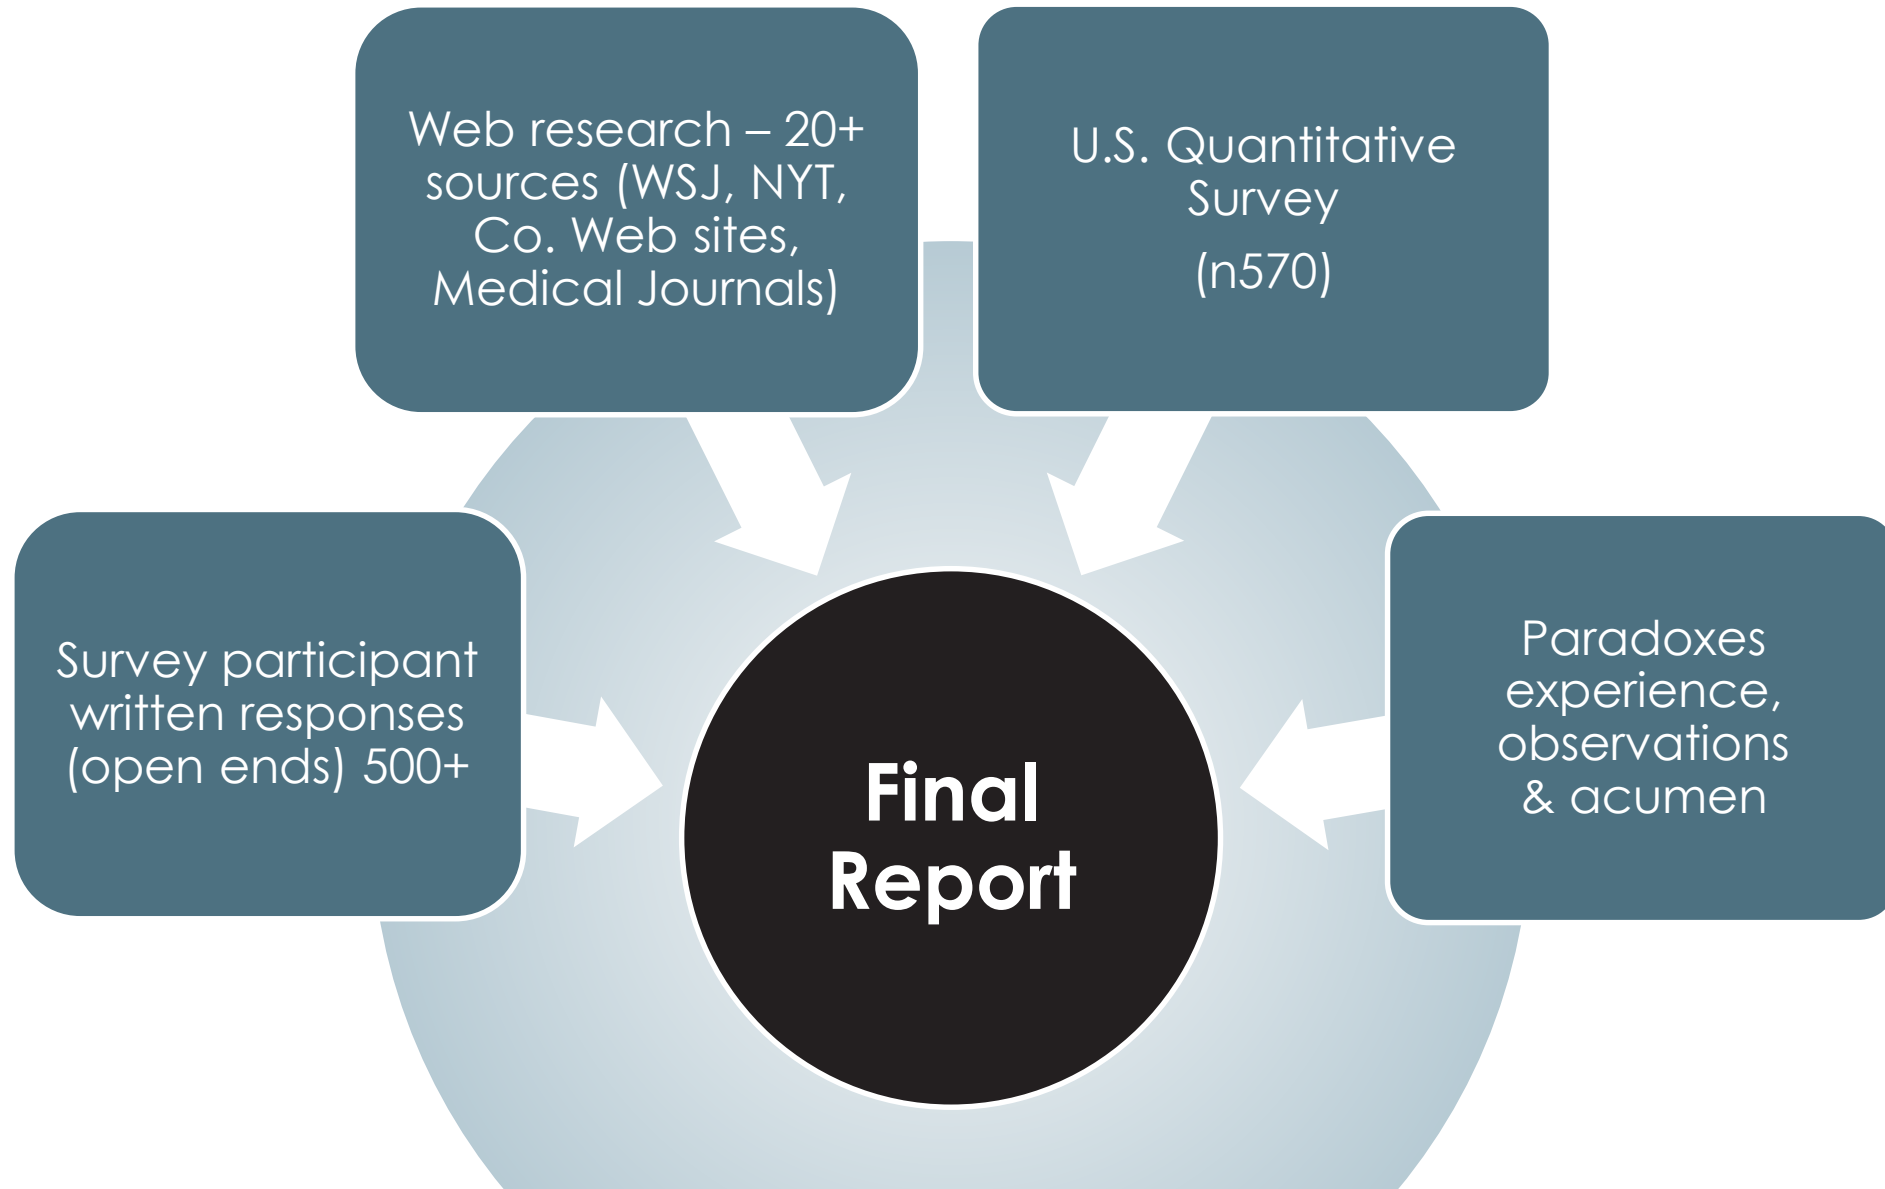 Web research – 20+
sources (WSJ, NYT,
Co. Web sites,
Medical Journals)
U.S. Quantitative
Survey
(n570)
Survey participant
written responses
(open ends) 500+
Paradoxes
experience,
observations
& acumen
Final
Report